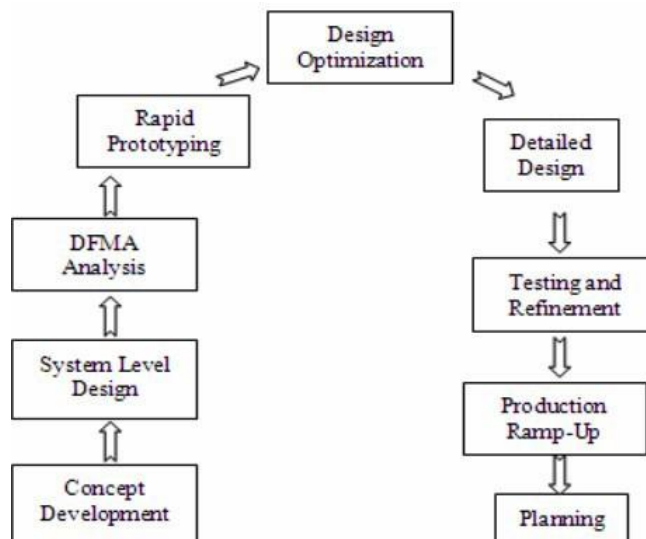 Design
Optimization
Rapid
Prototyping
Detailed
Design
DFMA
Analysis
Testing and
Refinement
System Level
Design
Production
Ramp-Up
Concept
Development
Planning